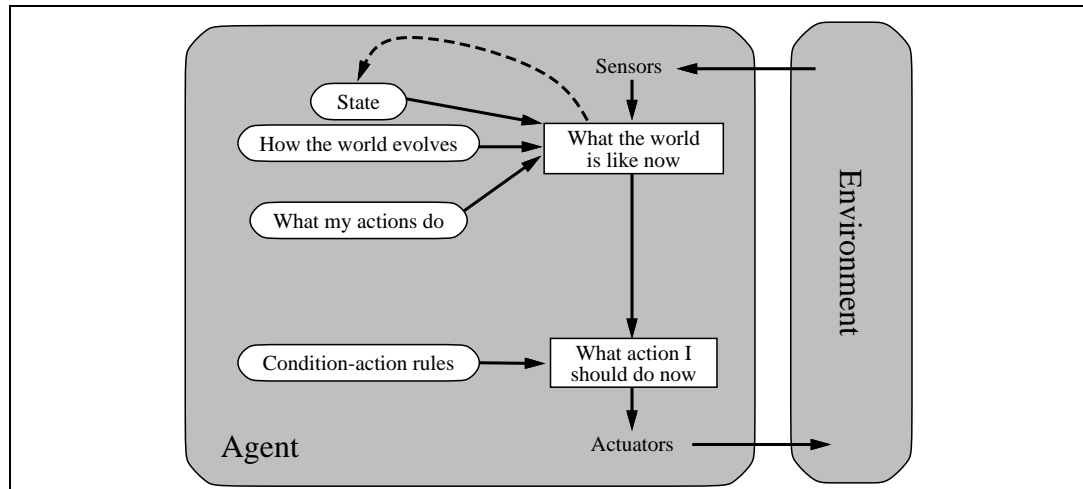 Sensors
State
What the world
is like now
How the world evolves
What my actions do
Condition-action rules
What action I
should do now
Actuators
Agent
Environment